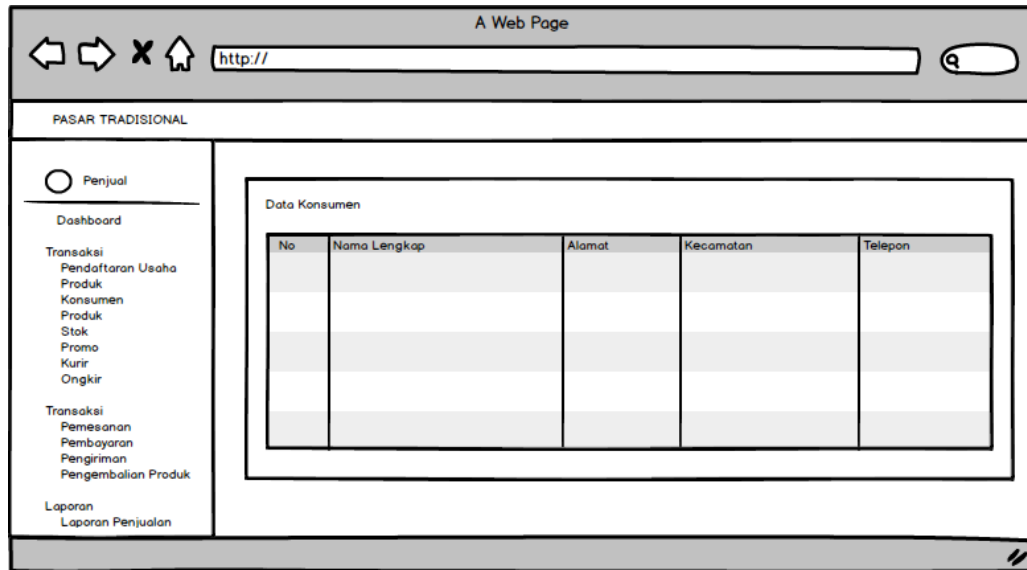 A Web Page
http://
PASAR TRADISIONAL
Penjual
Dashboard
Transaksi
Pendaftaran Usaha
Produk
Konsumen
Produk
Stok
Promo
Kurir
Ongkir
Transaksi
Pemesanan
Pembayaran
Pengiriman
Pengembalian Produk
Laporan
Laporan Penjualan
Data Konsumen
No Nama Lengkap Alamat Kecamatan Telepon